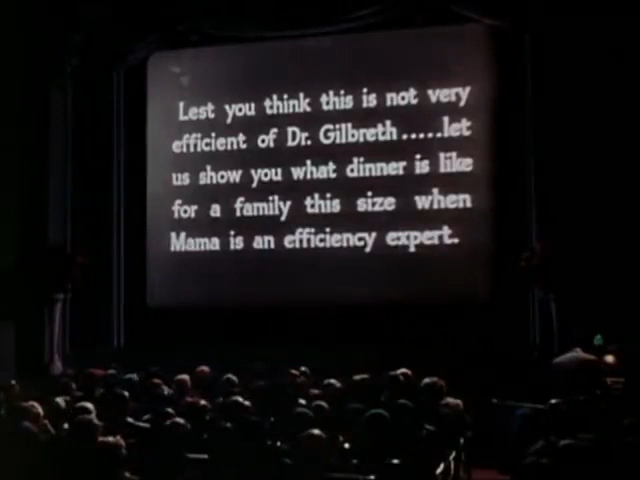 Lest you think this is not very
efficient of Dr. Gilbreth.....let
us show you what dinner is like
for a family this size when
Mama is an efficiency expert.